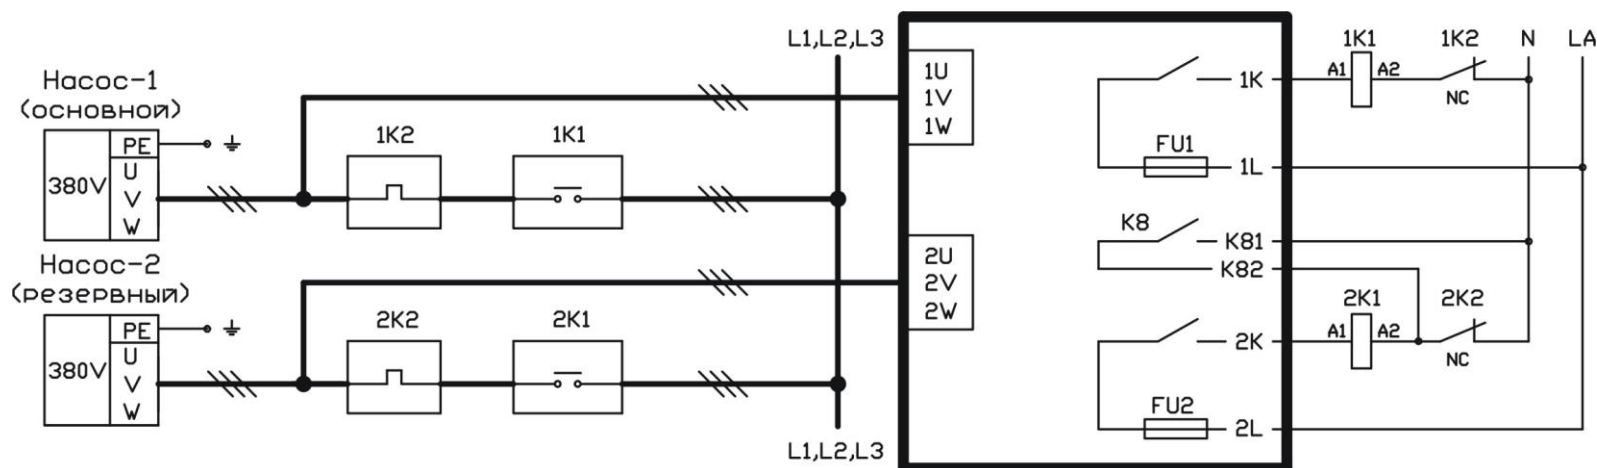 L1,L2,L3
1K1
1K2
N
LA
Насос-1
(основной)
380V
PE
U
V
W
1K2
1K1
1U
1V
1W
1K
A1
A2
NC
FU1
1L
K8
K81
K82
Насос-2
(резервный)
380V
PE
U
V
W
2K2
2K1
2U
2V
2W
2K1
2K2
2K
A1
A2
NC
FU2
2L
L1,L2,L3